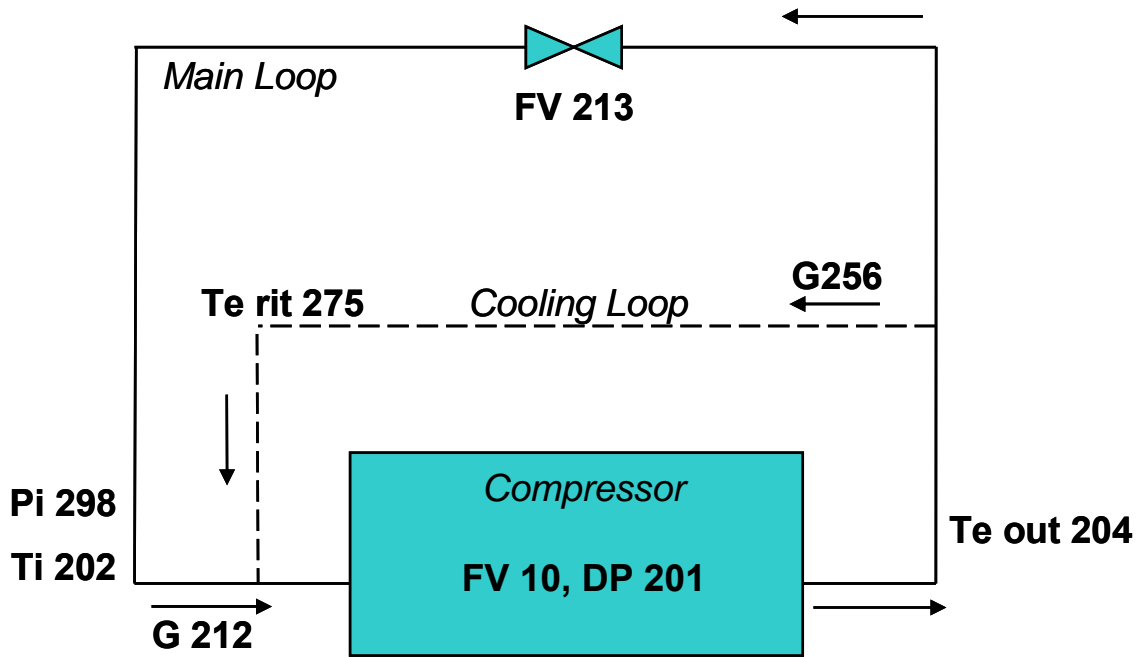 Main Loop
FV 213
G256
Te rit 275
Cooling Loop
Compressor
Pi 298
Te out 204
Ti 202
FV 10, DP 201
G 212